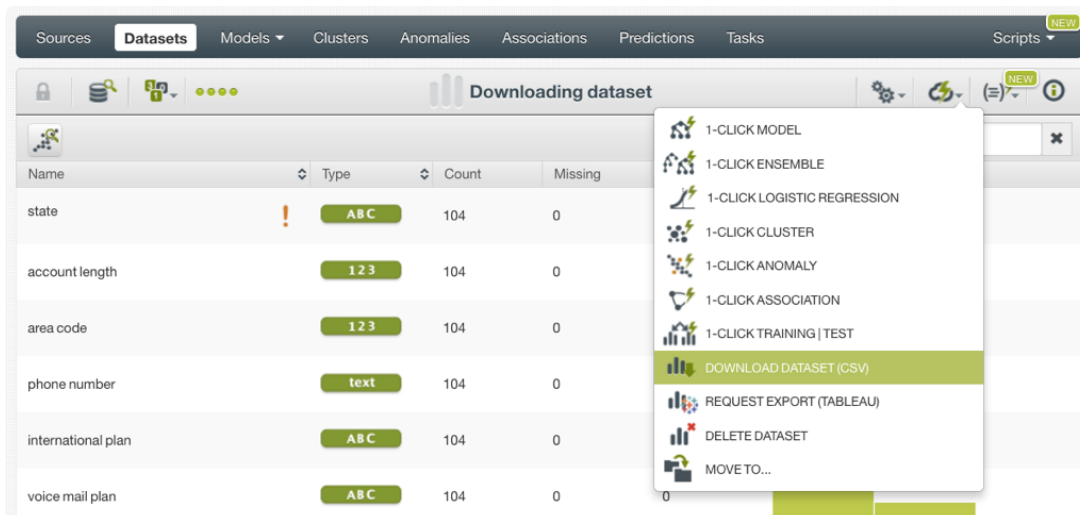 NEW
Sources Datasets Models Clusters Anomalies Associations Predictions Tasks Scripts
Downloading dataset NEW
Name Type Count Missing
state ! ABC 104 0
account length 123 104 0
area code 123 104 0
phone number text 104 0
international plan ABC 104 0
voice mail plan ABC 104 0 0
1-CLICK MODEL
1-CLICK ENSEMBLE
1-CLICK LOGISTIC REGRESSION
1-CLICK CLUSTER
1-CLICK ANOMALY
1-CLICK ASSOCIATION
1-CLICK TRAINING | TEST
DOWNLOAD DATASET (CSV)
REQUEST EXPORT (TABLEAU)
DELETE DATASET
MOVE TO...